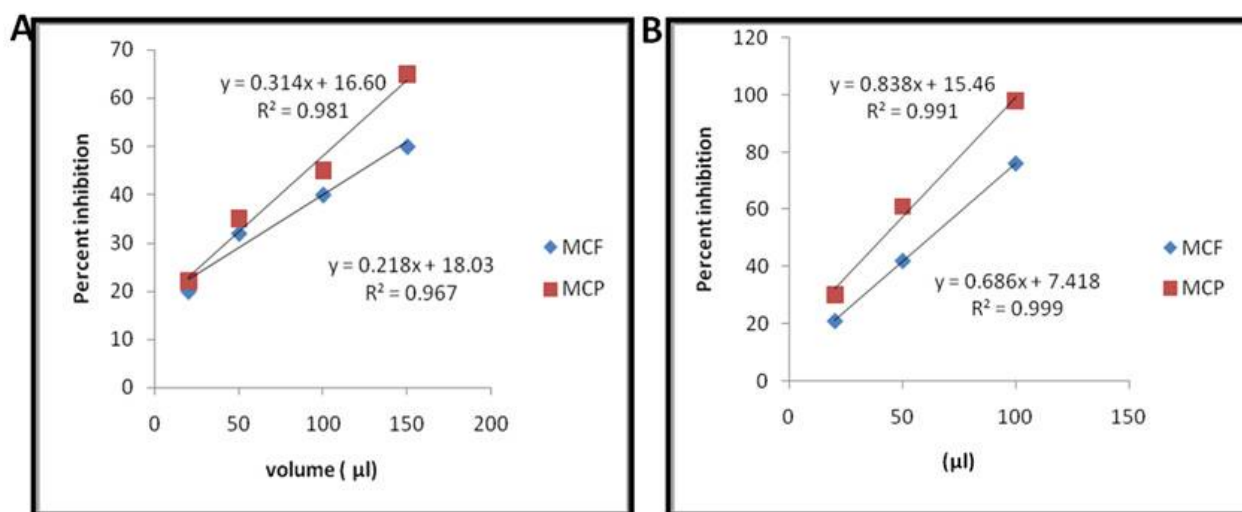 A
70
60
50
40
30
20
10
0
Percent inhibition
y = 0.314x + 16.60
R² = 0.981
y = 0.218x + 18.03
R² = 0.967
MCF
MCP
0 50 100 150 200
volume ( μl)
B
120
100
80
60
40
20
0
Percent inhibition
y = 0.838x + 15.46
R² = 0.991
y = 0.686x + 7.418
R² = 0.999
MCF
MCP
0 50 100 150
(μl)